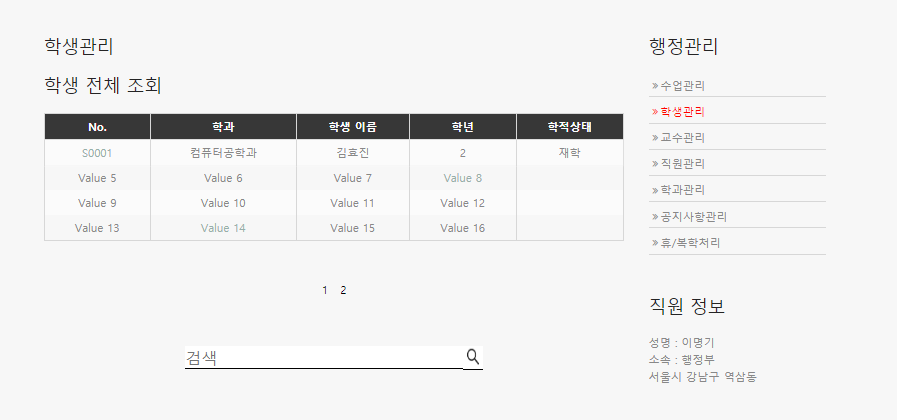 학생관리
학생 전체 조회
No. 학과 학생 이름 학년 학적상태
S0001 컴퓨터공학과 김효진 2 재학
Value 5 Value 6 Value 7 Value 8
Value 9 Value 10 Value 11 Value 12
Value 13 Value 14 Value 15 Value 16
1 2
검색
행정관리
» 수업관리
» 학생관리
» 교수관리
» 직원관리
» 학과관리
» 공지사항관리
» 휴/복학처리
직원 정보
성명 : 이명기
소속 : 행정부
서울시 강남구 역삼동